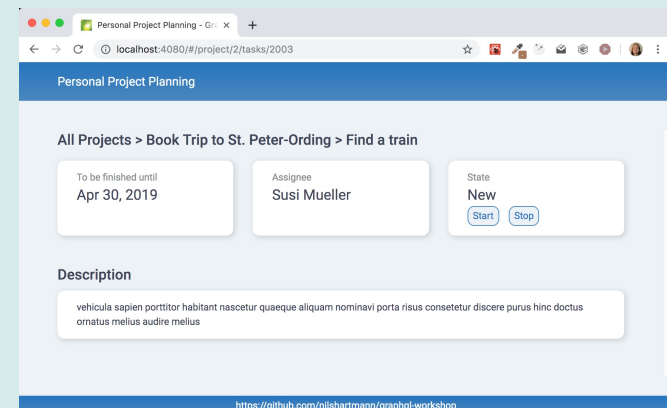 Personal Project Planning - Gra
localhost:4080/#/project/2/tasks/2003
Personal Project Planning
All Projects > Book Trip to St. Peter-Ording > Find a train
To be finished until
Apr 30, 2019
Assignee
Susi Mueller
State
New
Start Stop
Description
vehicula sapien porttitor habitant nascetur quaeque aliquam nominavi porta risus consetetur discere purus hinc doctus
ornatus melius audire melius
https://github.com/nilshartmann/graphql-workshop